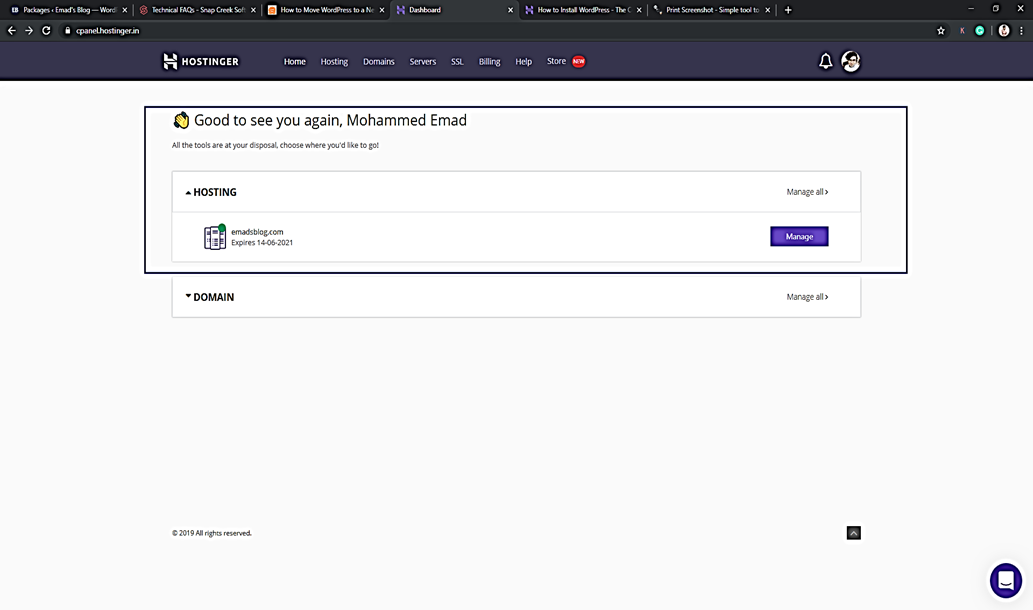 Packages ‹ Emad's Blog — Word
Technical FAQs - Snap Creek Soft
How to Move WordPress to a Ne
Dashboard
How to Install WordPress - The C
Print Screenshot - Simple tool to
cpanel.hostinger.in
K
HOSTINGER
Home
Hosting
Domains
Servers
SSL
Billing
Help
Store
NEW
Good to see you again, Mohammed Emad
All the tools are at your disposal, choose where you'd like to go!
HOSTING
Manage all
emadsblog.com
Expires 14-06-2021
Manage
DOMAIN
Manage all
© 2019 All rights reserved.